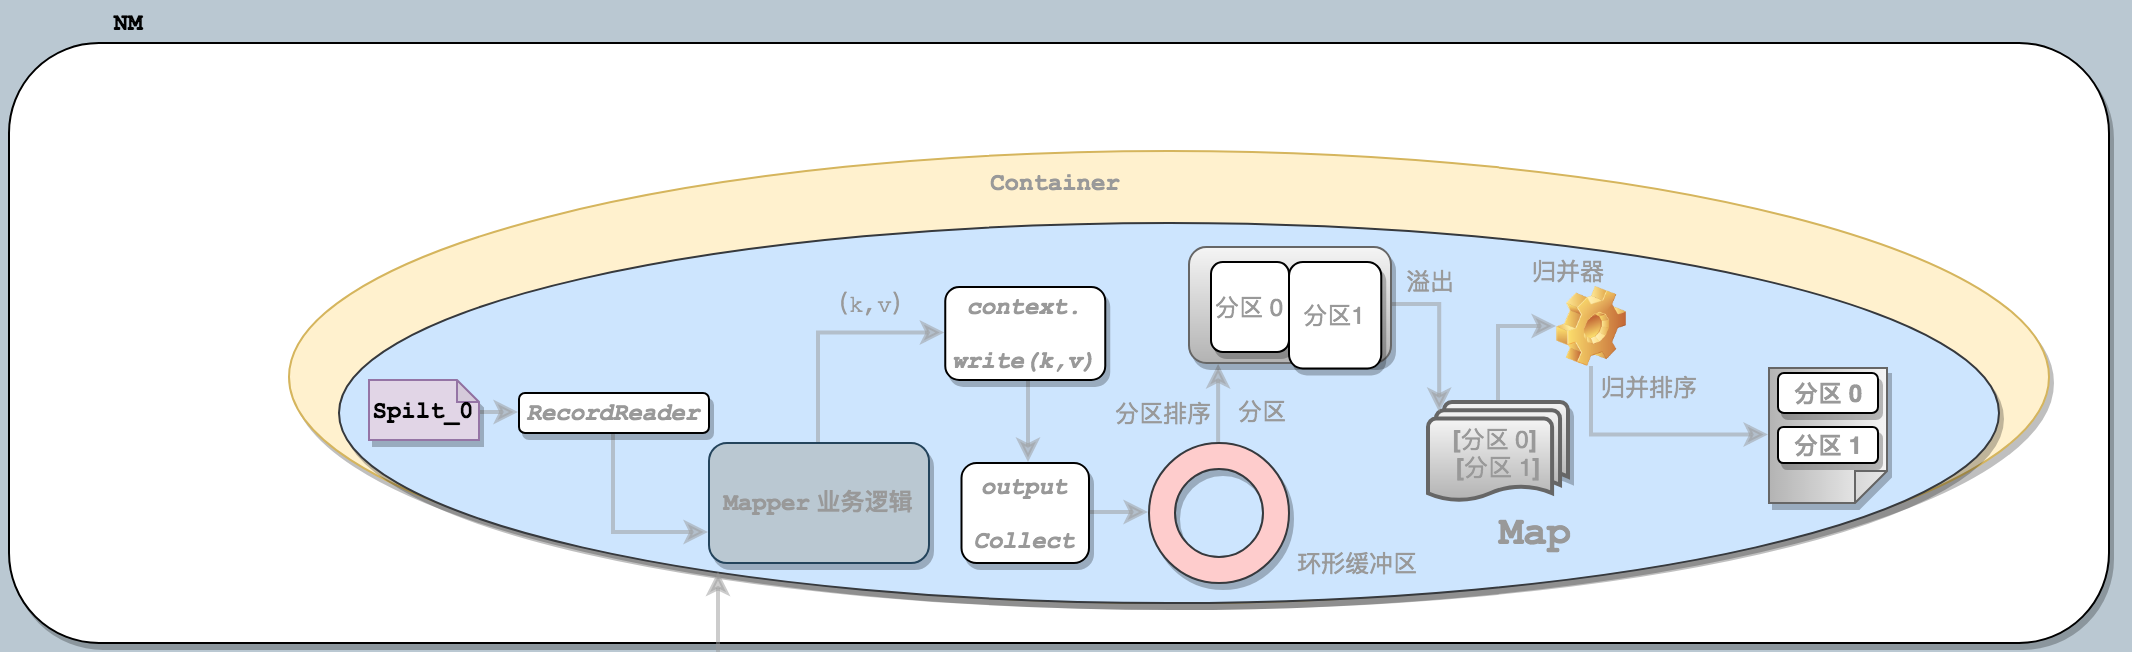 NM
Container
Spilt_0
RecordReader
Mapper 业务逻辑
(k,v)
context.
write(k,v)
output
Collect
环形缓冲区
分区排序
分区
分区 0
分区1
溢出
[分区 0]
[分区 1]
归并器
归并排序
分区 0
分区 1
Map